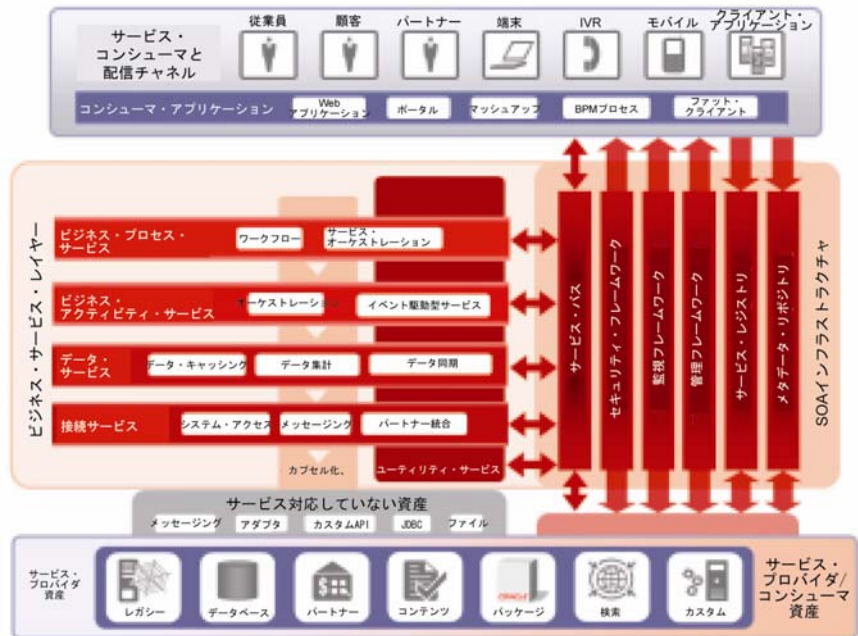 従業員
顧客
パートナー
端末
IVR
モバイル
クライアント・
アプリケーション
サービス・
コンシューマと
配信チャネル
コンシューマ・アプリケーション
Web
アプリケーション
ポータル
マッシュアップ
BPMプロセス
ファット・
クライアント
ビジネス・サービス・レイヤー
ビジネス・プロセス・
サービス
ワークフロー
サービス・
オーケストレーション
ビジネス・
アクティビティ・サービス
オーケストレーション
イベント駆動型サービス
データ・
サービス
データ・キャッシング
データ集計
データ同期
接続サービス
システム・アクセス
メッセージング
パートナー統合
カプセル化、
ユーティリティ・サービス
サービス・バス
セキュリティ・フレームワーク
監視フレームワーク
管理フレームワーク
サービス・レジストリ
メタデータ・リポジトリ
SOAインフラストラクチャ
サービス対応していない資産
メッセージング
アダプタ
カスタムAPI
JDBC
ファイル
サービス・
プロバイダ
資産
レガシー
データベース
パートナー
コンテンツ
ORACLE
パッケージ
検索
カスタム
サービス・
プロバイダ/
コンシューマ
資産